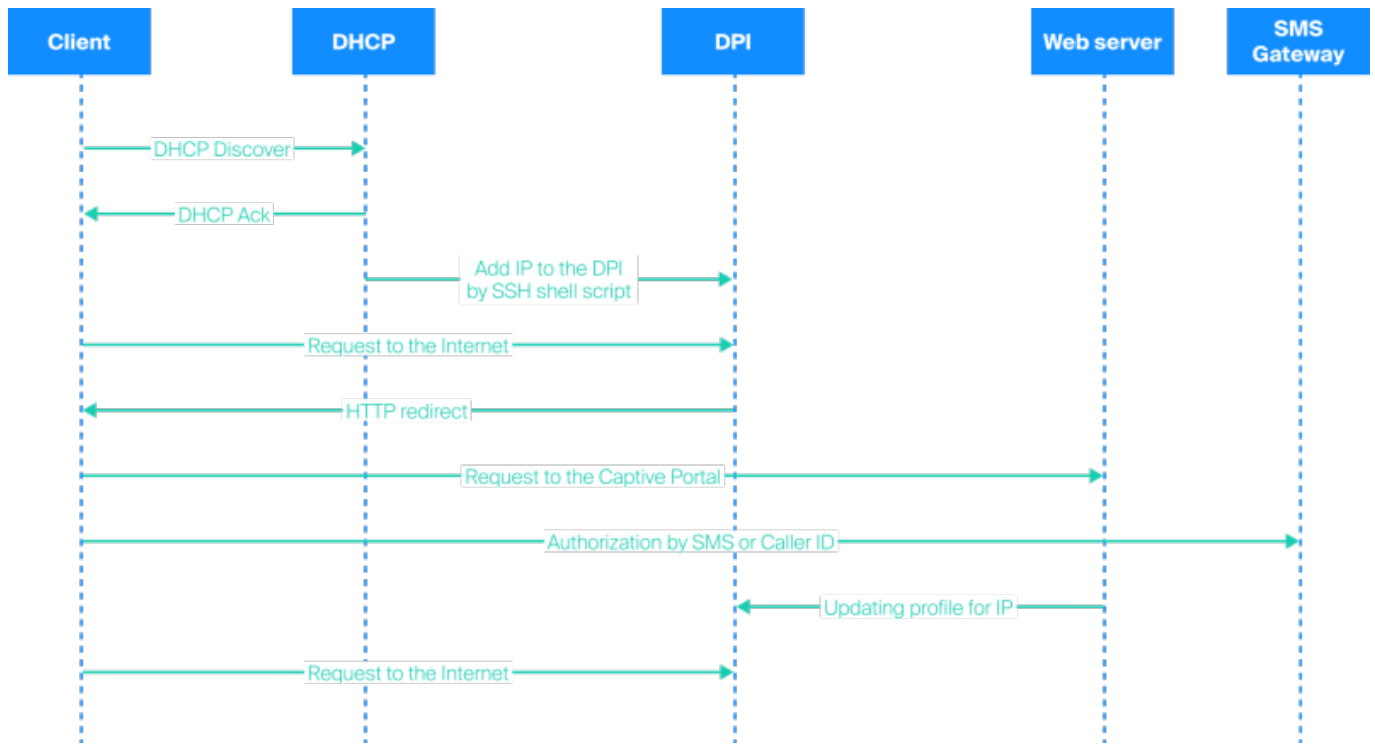 Client
DHCP
DPI
Web server
SMS
Gateway
DHCP Discover
DHCP Ack
Add IP to the DPI
by SSH shell script
Request to the Internet
HTTP redirect
Request to the Captive Portal
Authorization by SMS or Caller ID
Updating profile for IP
Request to the Internet